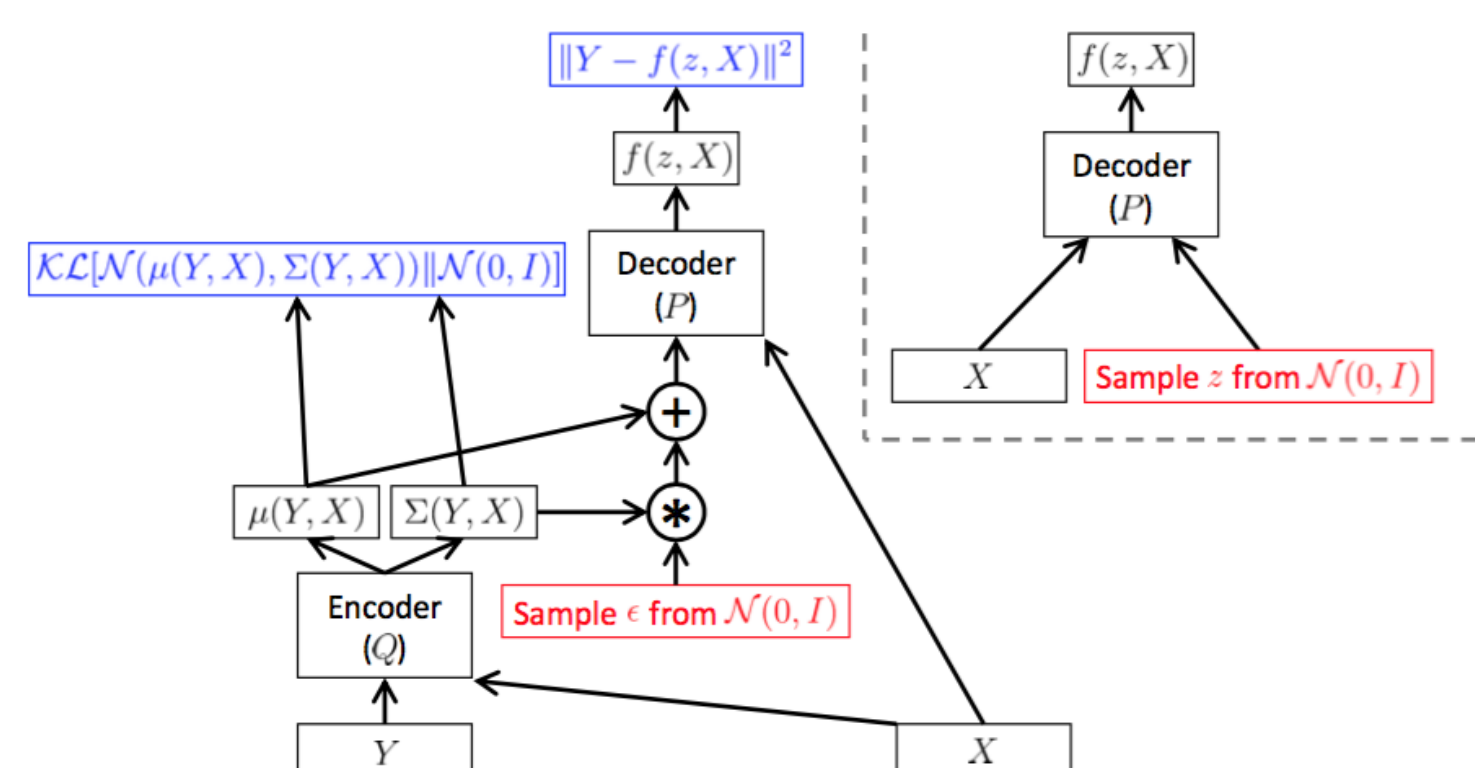 ‖Y − f(z, X)‖²
f(z, X)
Decoder
(P)
𝒦ℒ[𝒩(μ(Y, X), Σ(Y, X))‖𝒩(0, I)]
+
μ(Y, X)
Σ(Y, X)
*
Encoder
(Q)
Sample ϵ from 𝒩(0, I)
Y
X
f(z, X)
Decoder
(P)
X
Sample z from 𝒩(0, I)